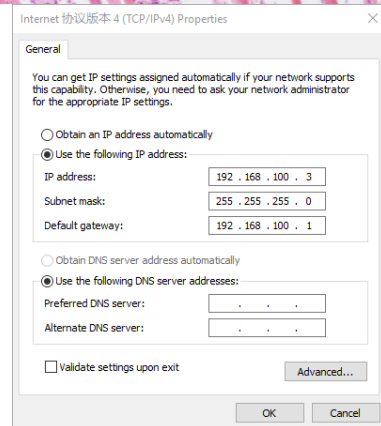 Internet 协议版本 4 (TCP/IPv4) Properties
General
You can get IP settings assigned automatically if your network supports
this capability. Otherwise, you need to ask your network administrator
for the appropriate IP settings.
Obtain an IP address automatically
Use the following IP address:
IP address: 192 . 168 . 100 . 3
Subnet mask: 255 . 255 . 255 . 0
Default gateway: 192 . 168 . 100 . 1
Obtain DNS server address automatically
Use the following DNS server addresses:
Preferred DNS server: . . .
Alternate DNS server: . . .
Validate settings upon exit
Advanced...
OK Cancel